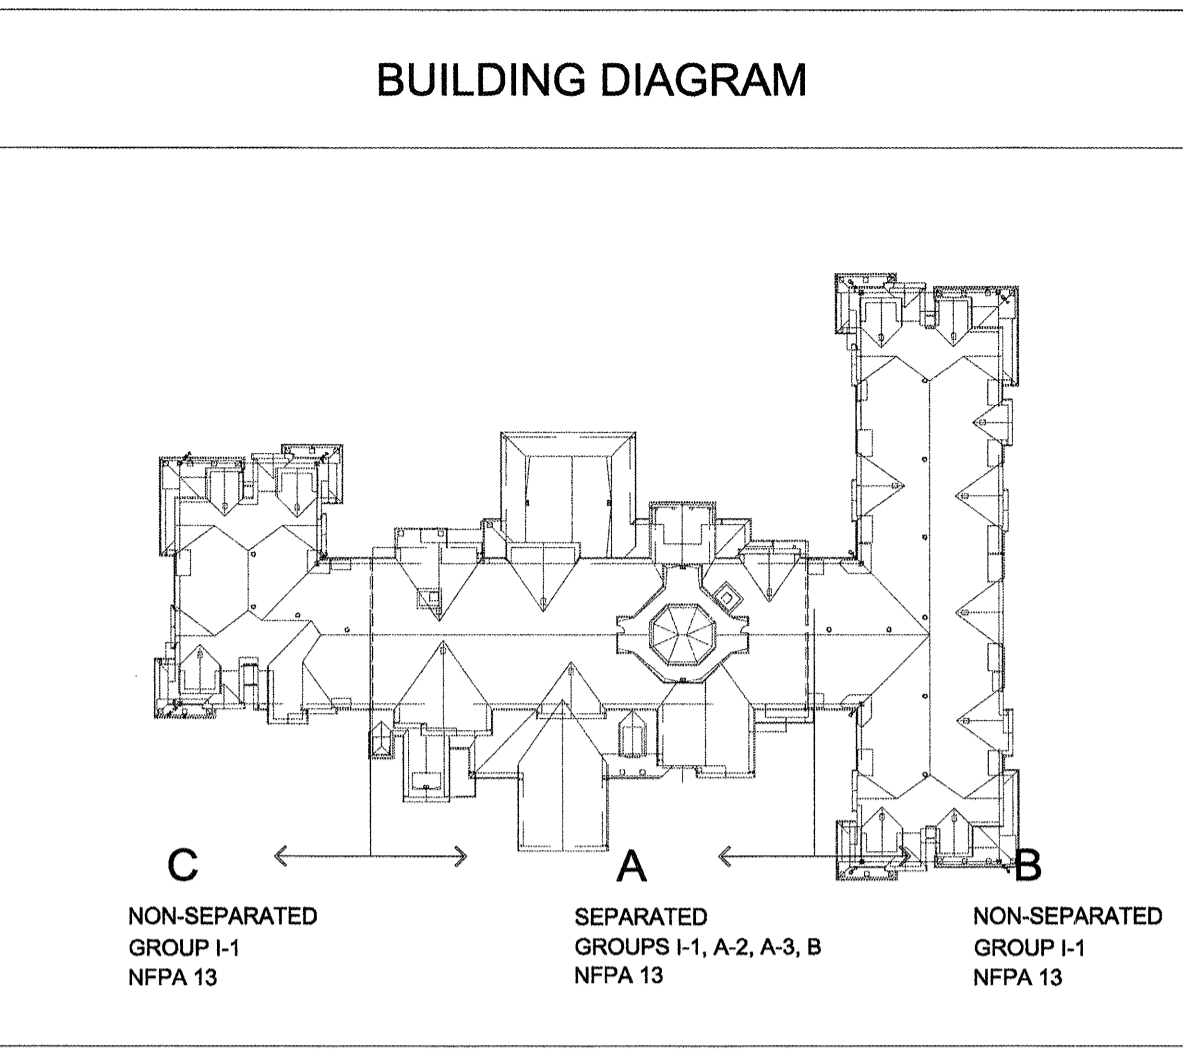 BUILDING DIAGRAM
C
NON-SEPARATED
GROUP I-1
NFPA 13
A
SEPARATED
GROUPS I-1, A-2, A-3, B
NFPA 13
B
NON-SEPARATED
GROUP I-1
NFPA 13